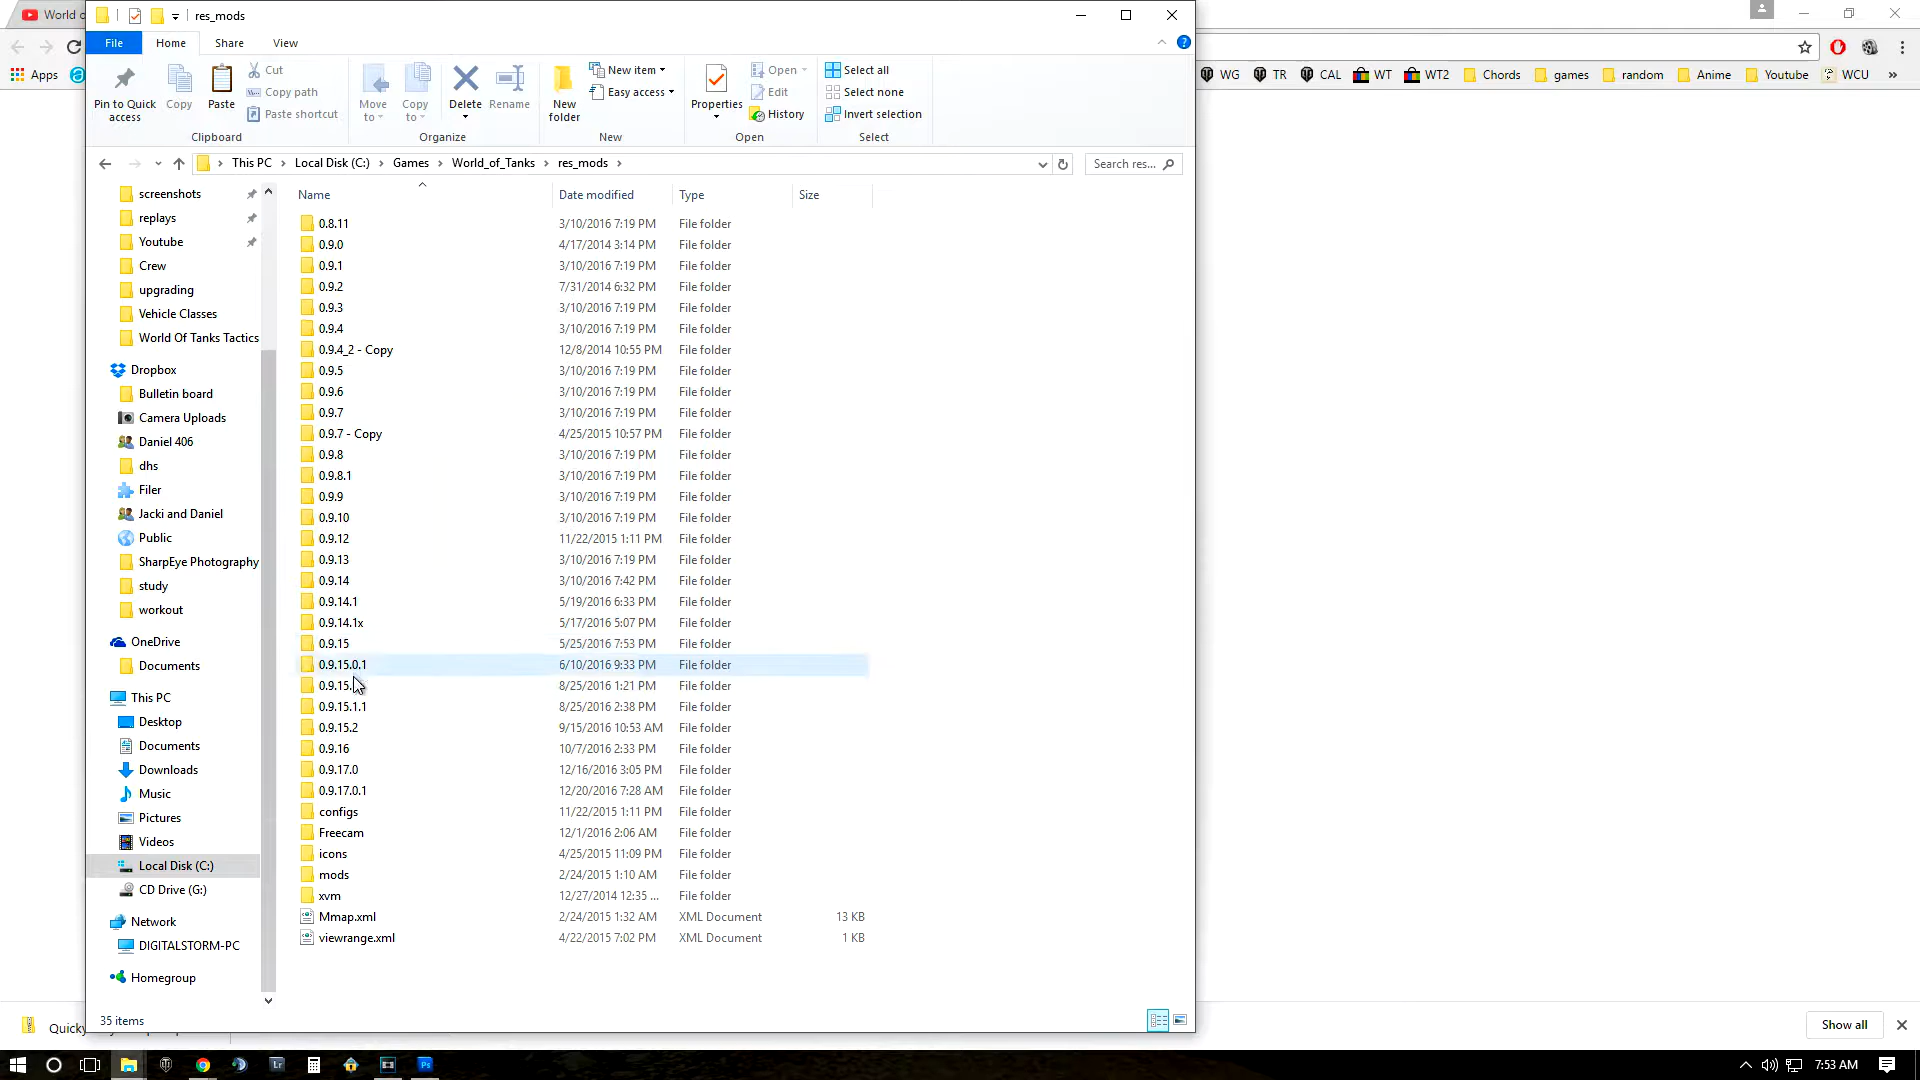 World o
res_mods
File
Home
Share
View
Pin to Quick access
Copy
Paste
Cut
Copy path
Paste shortcut
Clipboard
Move to
Copy to
Delete
Rename
Organize
New folder
New item
Easy access
New
Properties
Open
Edit
History
Open
Select all
Select none
Invert selection
Select
Apps
WG
TR
CAL
WT
WT2
Chords
games
random
Anime
Youtube
WCU
»
This PC > Local Disk (C:) > Games > World_of_Tanks > res_mods >
Search res...
screenshots
replays
Youtube
Crew
upgrading
Vehicle Classes
World Of Tanks Tactics
Dropbox
Bulletin board
Camera Uploads
Daniel 406
dhs
Filer
Jacki and Daniel
Public
SharpEye Photography
study
workout
OneDrive
Documents
This PC
Desktop
Documents
Downloads
Music
Pictures
Videos
Local Disk (C:)
CD Drive (G:)
Network
DIGITALSTORM-PC
Homegroup
Name Date modified Type Size
0.8.11 3/10/2016 7:19 PM File folder
0.9.0 4/17/2014 3:14 PM File folder
0.9.1 3/10/2016 7:19 PM File folder
0.9.2 7/31/2014 6:32 PM File folder
0.9.3 3/10/2016 7:19 PM File folder
0.9.4 3/10/2016 7:19 PM File folder
0.9.4_2 - Copy 12/8/2014 10:55 PM File folder
0.9.5 3/10/2016 7:19 PM File folder
0.9.6 3/10/2016 7:19 PM File folder
0.9.7 3/10/2016 7:19 PM File folder
0.9.7 - Copy 4/25/2015 10:57 PM File folder
0.9.8 3/10/2016 7:19 PM File folder
0.9.8.1 3/10/2016 7:19 PM File folder
0.9.9 3/10/2016 7:19 PM File folder
0.9.10 3/10/2016 7:19 PM File folder
0.9.12 11/22/2015 1:11 PM File folder
0.9.13 3/10/2016 7:19 PM File folder
0.9.14 3/10/2016 7:42 PM File folder
0.9.14.1 5/19/2016 6:33 PM File folder
0.9.14.1x 5/17/2016 5:07 PM File folder
0.9.15 5/25/2016 7:53 PM File folder
0.9.15.0.1 6/10/2016 9:33 PM File folder
0.9.15. 8/25/2016 1:21 PM File folder
0.9.15.1.1 8/25/2016 2:38 PM File folder
0.9.15.2 9/15/2016 10:53 AM File folder
0.9.16 10/7/2016 2:33 PM File folder
0.9.17.0 12/16/2016 3:05 PM File folder
0.9.17.0.1 12/20/2016 7:28 AM File folder
configs 11/22/2015 1:11 PM File folder
Freecam 12/1/2016 2:06 AM File folder
icons 4/25/2015 11:09 PM File folder
mods 2/24/2015 1:10 AM File folder
xvm 12/27/2014 12:35 ... File folder
Mmap.xml 2/24/2015 1:32 AM XML Document 13 KB
viewrange.xml 4/22/2015 7:02 PM XML Document 1 KB
35 items
Quicky
Show all
Lr
Ps
7:53 AM